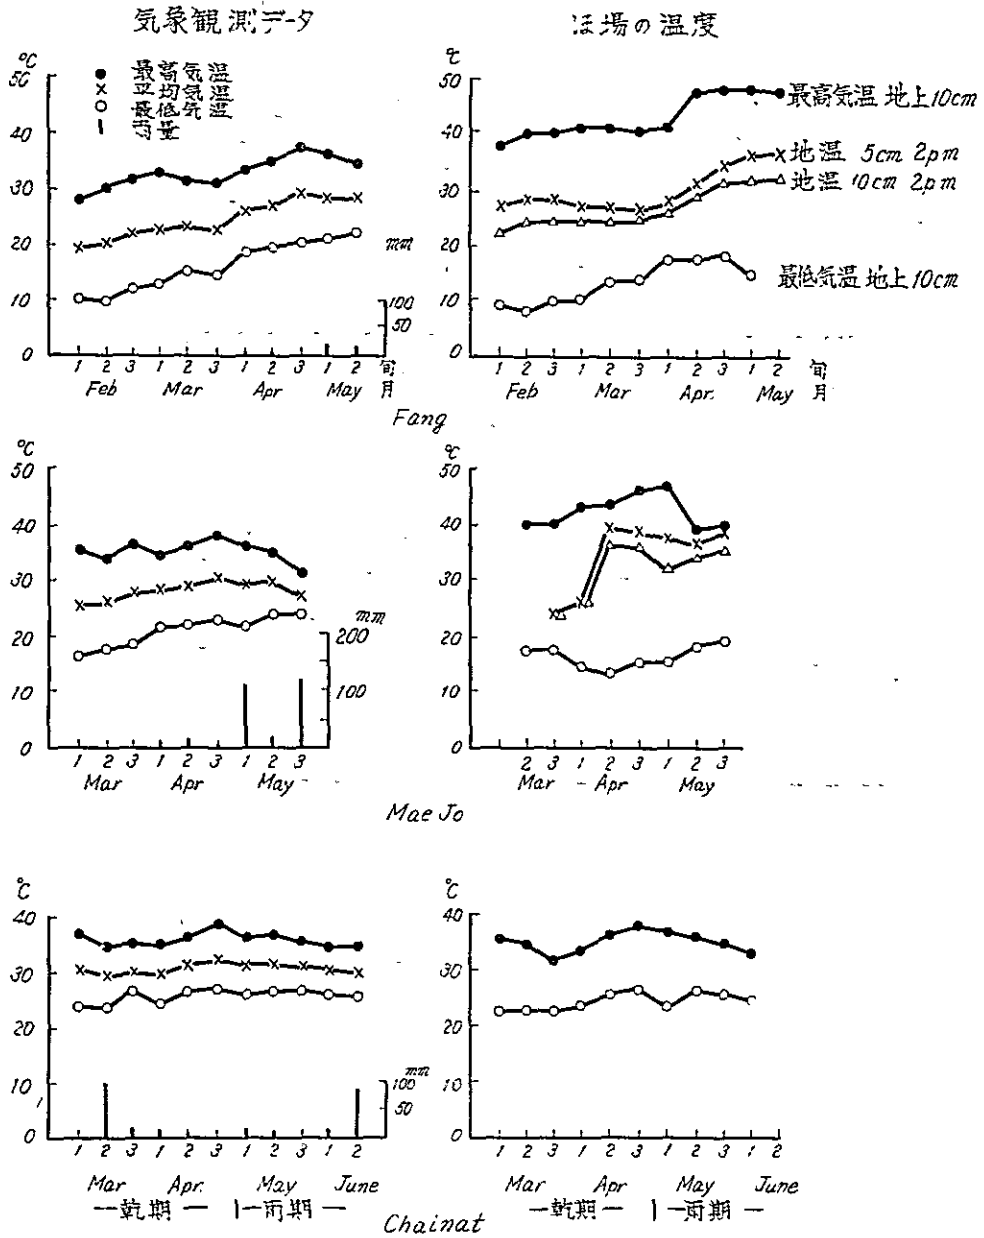 気象観測データ
ほ場の温度
°C
50
● 最高気温
× 平均気温
○ 最低気温
| 雨量
40
30
20
10
0
mm
100
50
1 2 3 1 2 3 1 2 3 1 2 旬
Feb Mar Apr May 月
°C
50
40
30
20
10
0
最高気温 地上10cm
地温 5cm 2pm
地温 10cm 2pm
最低気温 地上10cm
1 2 3 1 2 3 1 2 3 1 2 旬
Feb Mar Apr. May 月
Fang
°C
50
40
30
20
10
0
mm
200
100
1 2 3 1 2 3 1 2 3
Mar Apr May
°C
50
40
30
20
10
0
2 3 1 2 3 1 2 3
Mar Apr May
Mae Jo
°C
40
30
20
10
0
mm
100
50
1 2 3 1 2 3 1 2 3 1 2
Mar Apr. May June
—乾期— |—雨期—
°C
40
30
20
10
0
1 2 3 1 2 3 1 2 3 1 2
Mar Apr May June
—乾期— |—雨期—
Chainat